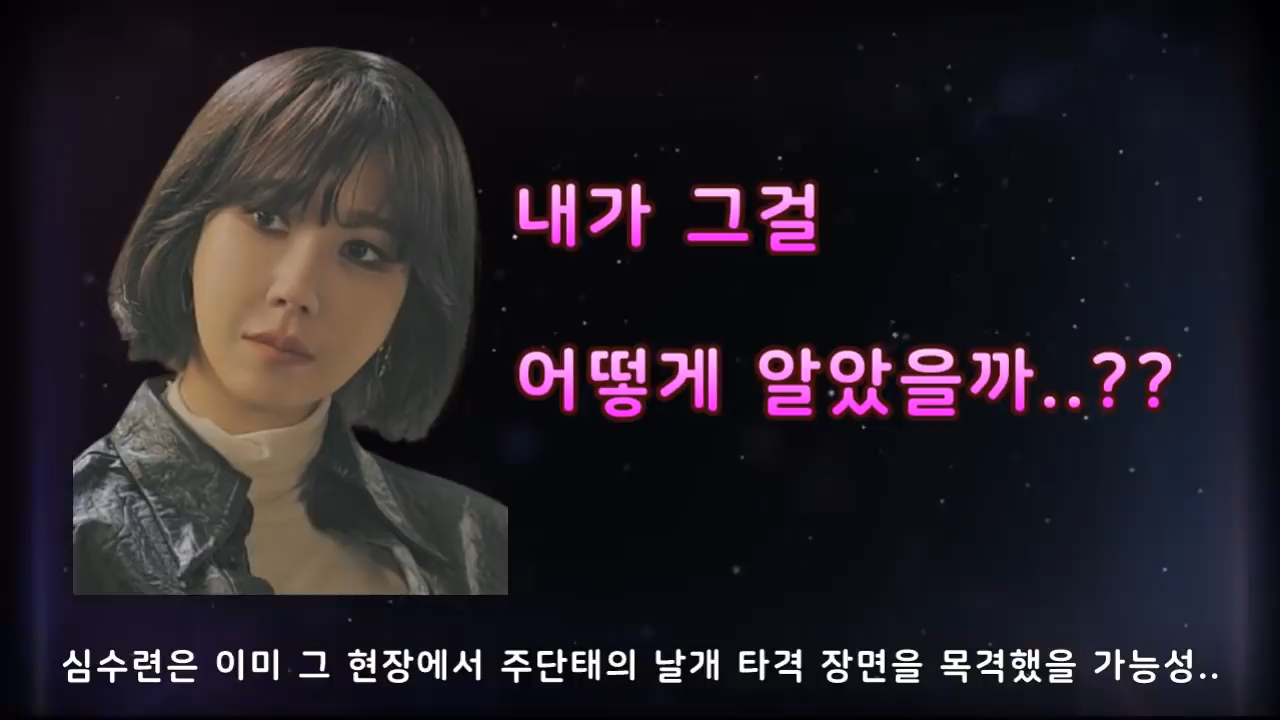 내가 그걸
어떻게 알았을까..??
심수련은 이미 그 현장에서 주단태의 날개 타격 장면을 목격했을 가능성..